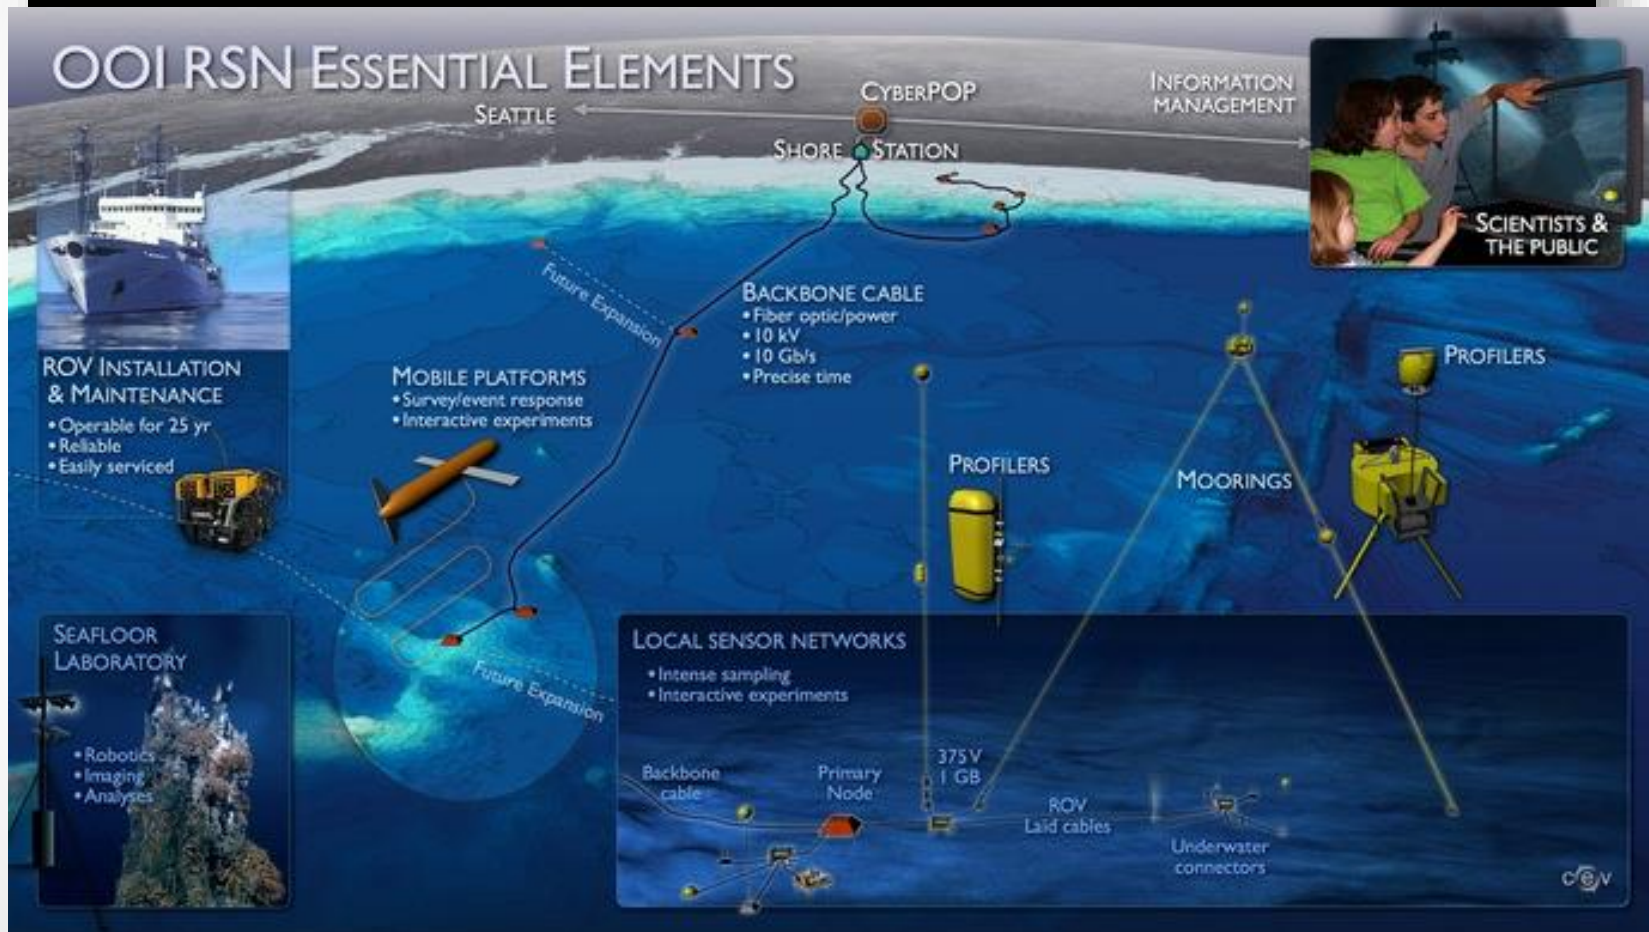 OOI RSN ESSENTIAL ELEMENTS
SEATTLE
CYBERPOP
SHORE STATION
INFORMATION
MANAGEMENT
SCIENTISTS &
THE PUBLIC
ROV INSTALLATION
& MAINTENANCE
• Operable for 25 yr
• Reliable
• Easily serviced
Future Expansion
BACKBONE CABLE
• Fiber optic/power
• 10 kV
• 10 Gb/s
• Precise time
MOBILE PLATFORMS
• Survey/event response
• Interactive experiments
PROFILERS
MOORINGS
PROFILERS
SEAFLOOR
LABORATORY
• Robotics
• Imaging
• Analyses
Future Expansion
LOCAL SENSOR NETWORKS
• Intense sampling
• Interactive experiments
Backbone
cable
Primary
Node
375 V
1 GB
ROV
Laid cables
Underwater
connectors
cev